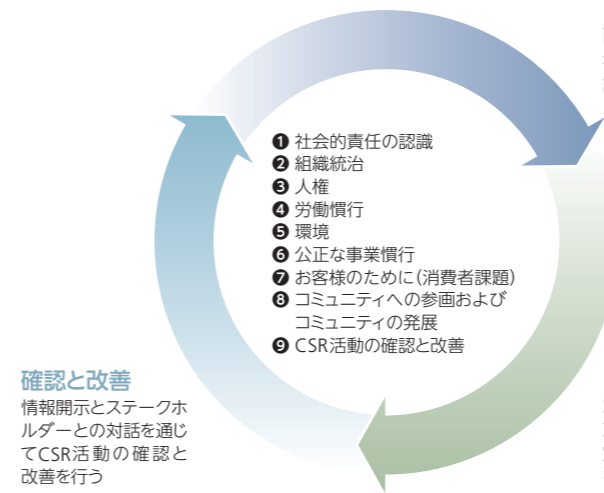 ❶ 社会的責任の認識
❷ 組織統治
❸ 人権
❹ 労働慣行
❺ 環境
❻ 公正な事業慣行
❼ お客様のために（消費者課題）
❽ コミュニティへの参画および
コミュニティの発展
❾ CSR活動の確認と改善
確認と改善
情報開示とステークホ
ルダーとの対話を通じ
てCSR活動の確認と
改善を行う